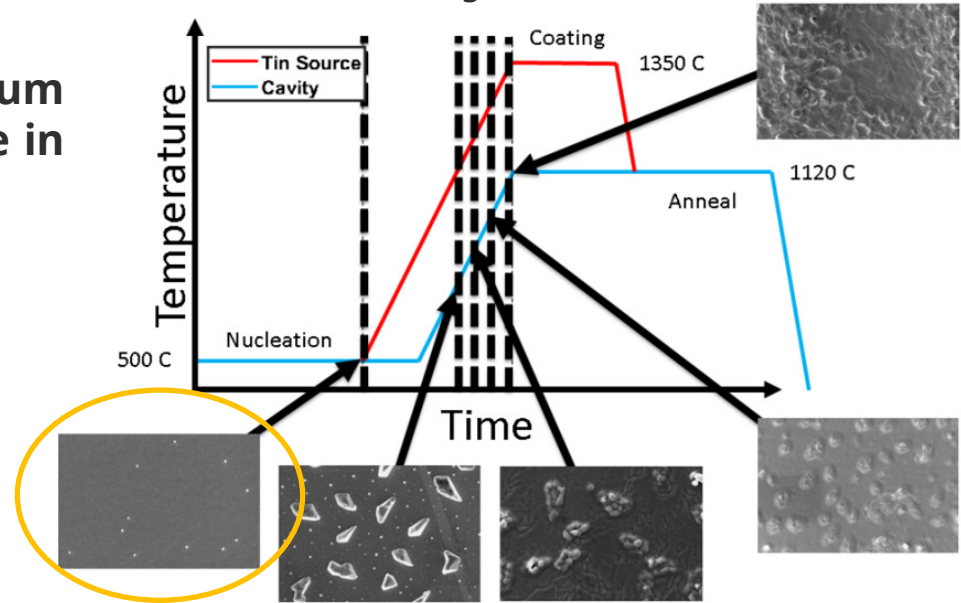 um
e in
Temperature
Tin Source
Cavity
Coating
1350 C
1120 C
Anneal
Nucleation
500 C
Time